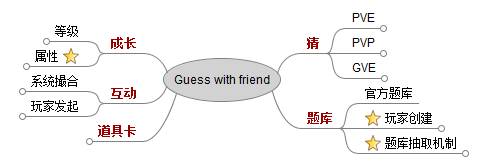 等级
属性
成长
系统撮合
玩家发起
互动
道具卡
Guess with friend
猜
PVE
PVP
GVE
题库
官方题库
玩家创建
题库抽取机制